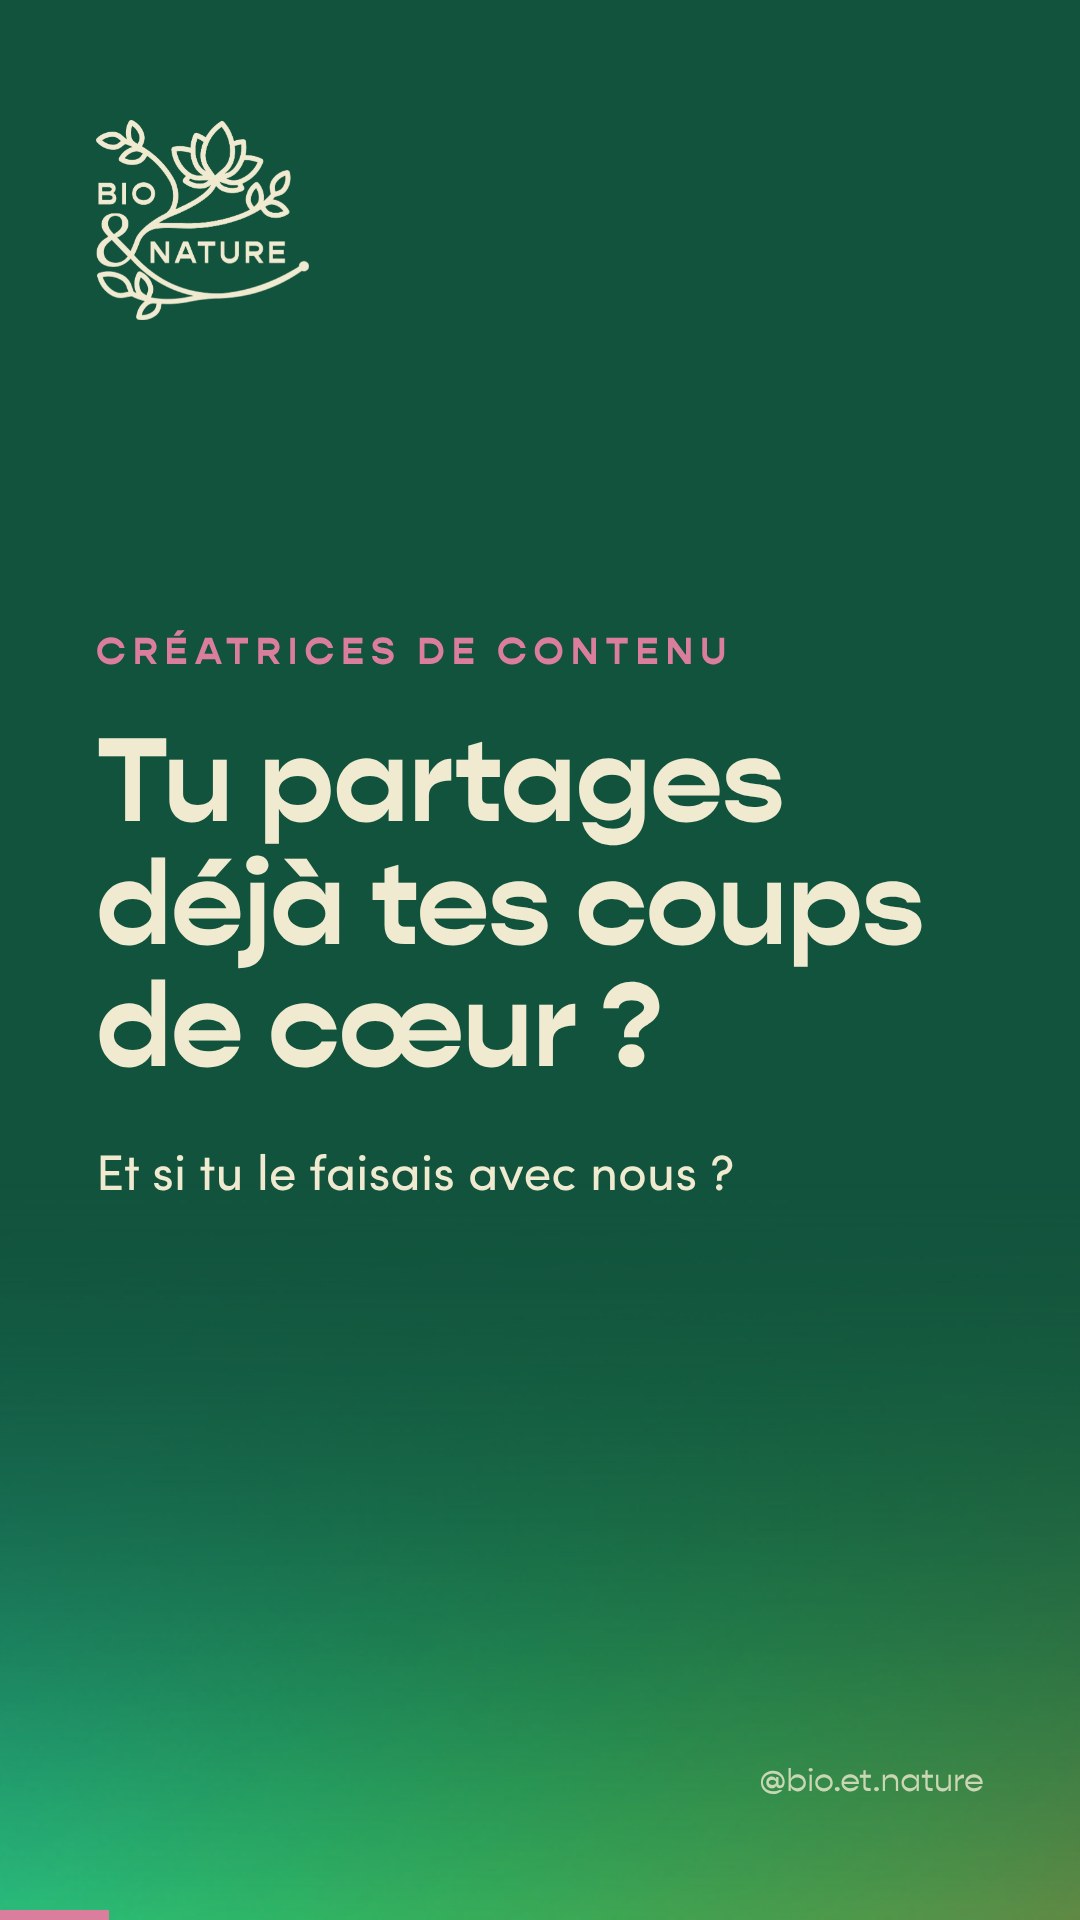 BIO
& NATURE
CRÉATRICES DE CONTENU
Tu partages
déjà tes coups
de cœur ?
Et si tu le faisais avec nous ?
@bio.et.nature